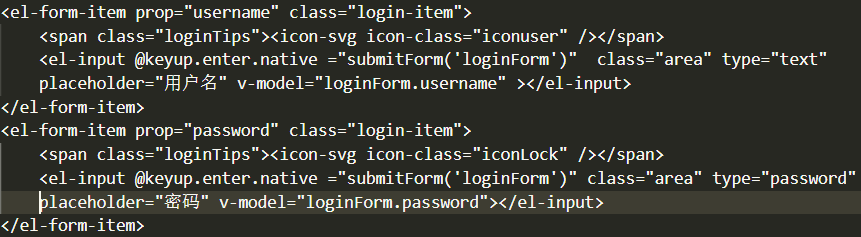 <el-form-item prop="username" class="login-item">
<span class="loginTips"><icon-svg icon-class="iconuser" /></span>
<el-input @keyup.enter.native ="submitForm('loginForm')"  class="area" type="text"
placeholder="用户名" v-model="loginForm.username" ></el-input>
</el-form-item>
<el-form-item prop="password" class="login-item">
<span class="loginTips"><icon-svg icon-class="iconLock" /></span>
<el-input @keyup.enter.native ="submitForm('loginForm')" class="area" type="password"
placeholder="密码" v-model="loginForm.password"></el-input>
</el-form-item>